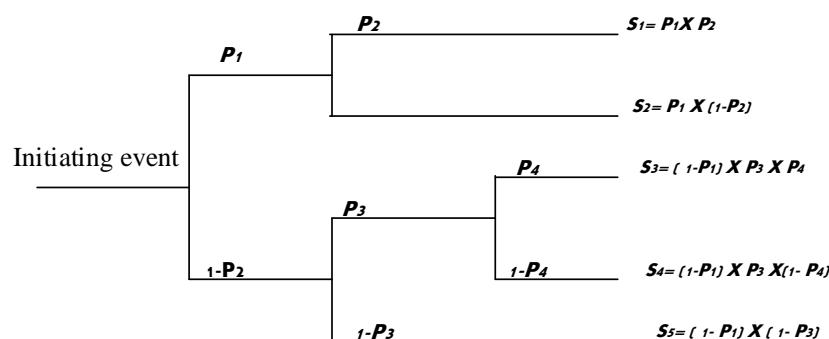 P2
S1= P1X P2
P1
S2= P1 X (1-P2)
Initiating event
P4
S3= ( 1-P1) X P3 X P4
P3
1-P2
1-P4
S4= (1-P1) X P3 X(1- P4)
1-P3
S5= ( 1- P1) X ( 1- P3)